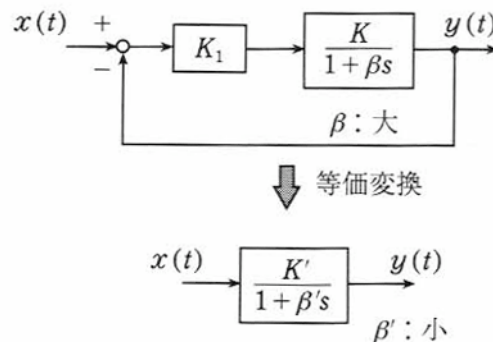 x(t) + − K₁ K/(1 + βs) y(t)
β：大
等価変換
x(t) K′/(1 + β′s) y(t)
β′：小